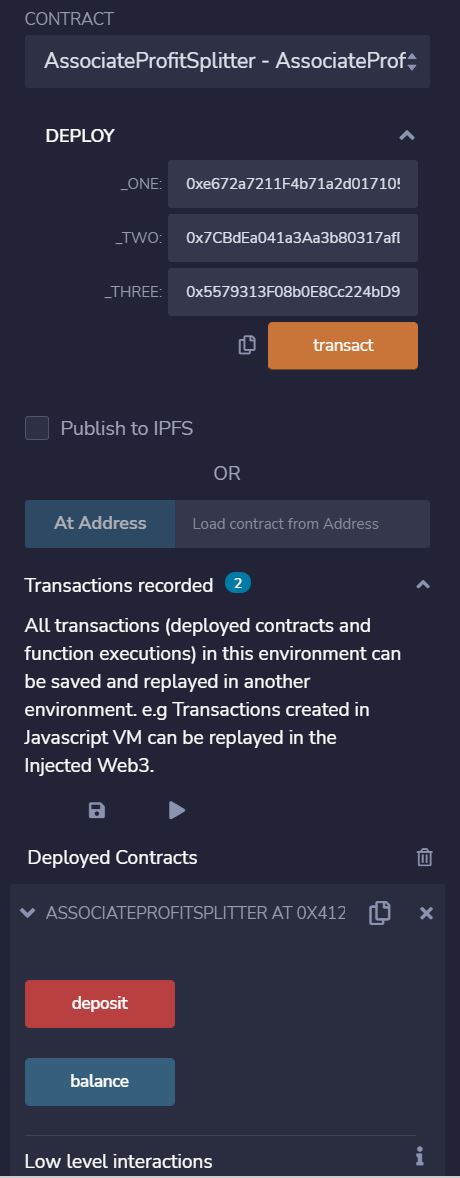 CONTRACT
AssociateProfitSplitter - AssociateProf
DEPLOY
_ONE: 0xe672a7211F4b71a2d01710
_TWO: 0x7CBdEa041a3Aa3b80317af
_THREE: 0x5579313F08b0E8Cc224bD9
transact
Publish to IPFS
OR
At Address Load contract from Address
Transactions recorded 2
All transactions (deployed contracts and
function executions) in this environment can
be saved and replayed in another
environment. e.g Transactions created in
Javascript VM can be replayed in the
Injected Web3.
Deployed Contracts
ASSOCIATEPROFITSPLITTER AT 0X412
deposit
balance
Low level interactions